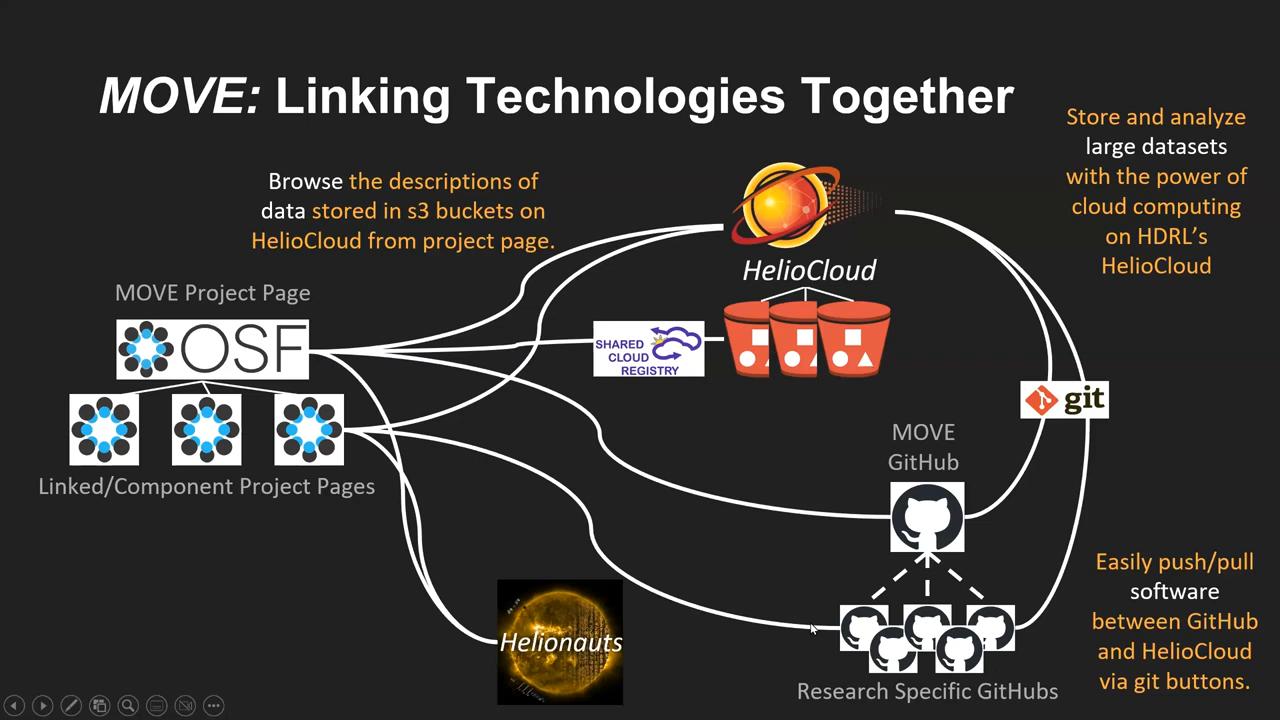 MOVE: Linking Technologies Together
Browse the descriptions of
data stored in s3 buckets on
HelioCloud from project page.
Store and analyze
large datasets
with the power of
cloud computing
on HDRL's
HelioCloud
HelioCloud
MOVE Project Page
OSF
SHARED
CLOUD
REGISTRY
git
Linked/Component Project Pages
MOVE
GitHub
Helionauts
Easily push/pull
software
between GitHub
and HelioCloud
via git buttons.
Research Specific GitHubs